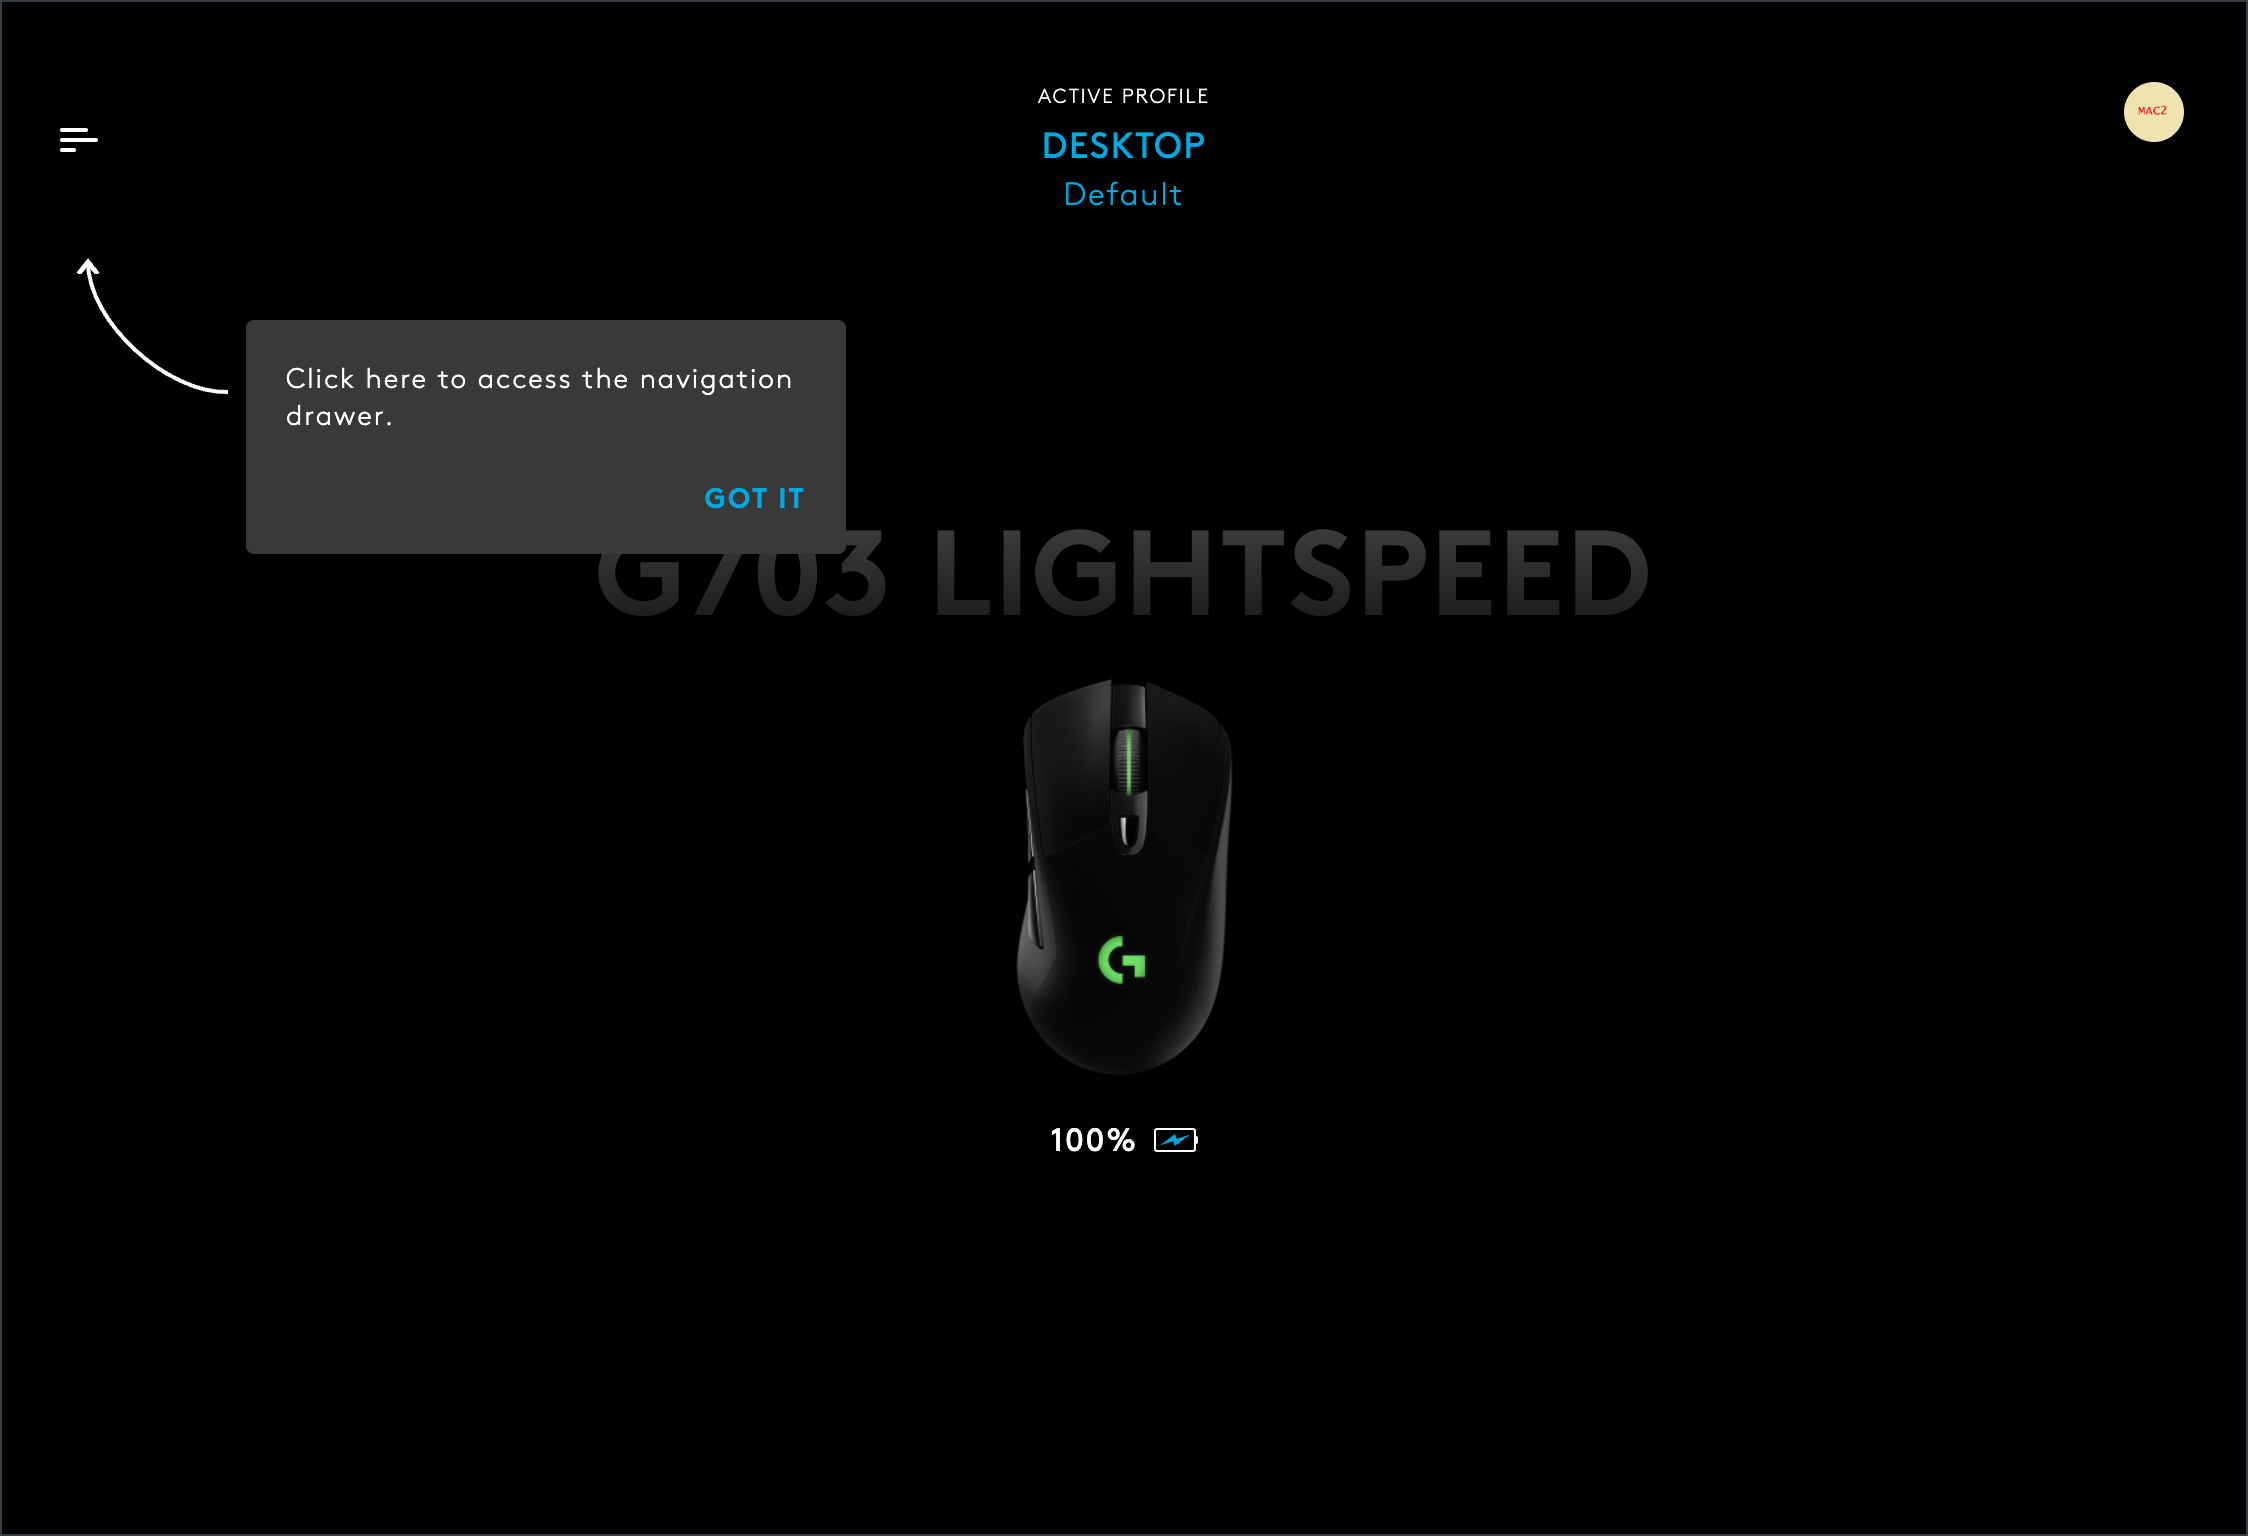 ACTIVE PROFILE
DESKTOP
Default
MAC2
Click here to access the navigation
drawer.
GOT IT
G703 LIGHTSPEED
G
100%